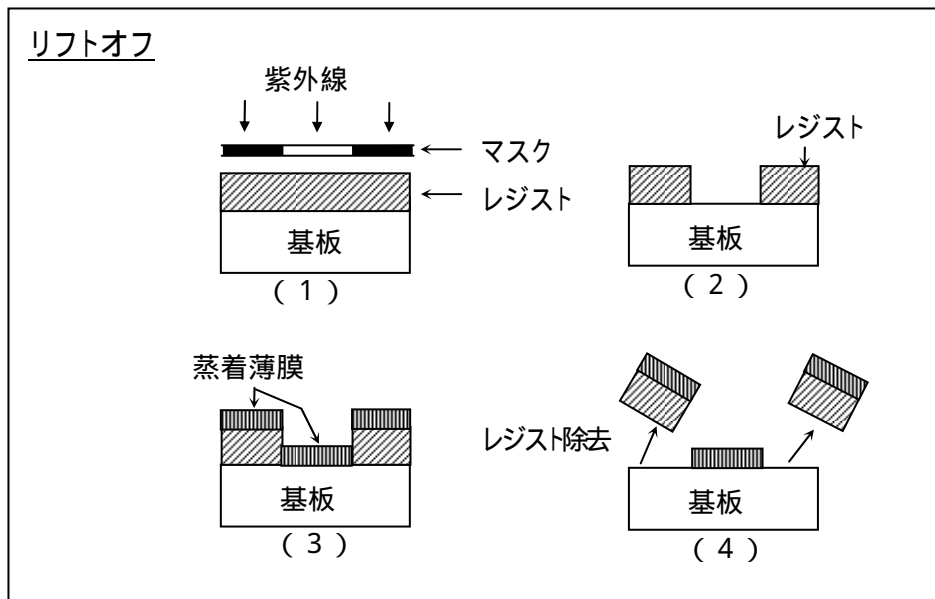 リフトオフ
紫外線
マスク
レジスト
基板
( 1 )
レジスト
基板
( 2 )
蒸着薄膜
基板
( 3 )
レジスト除去
基板
( 4 )